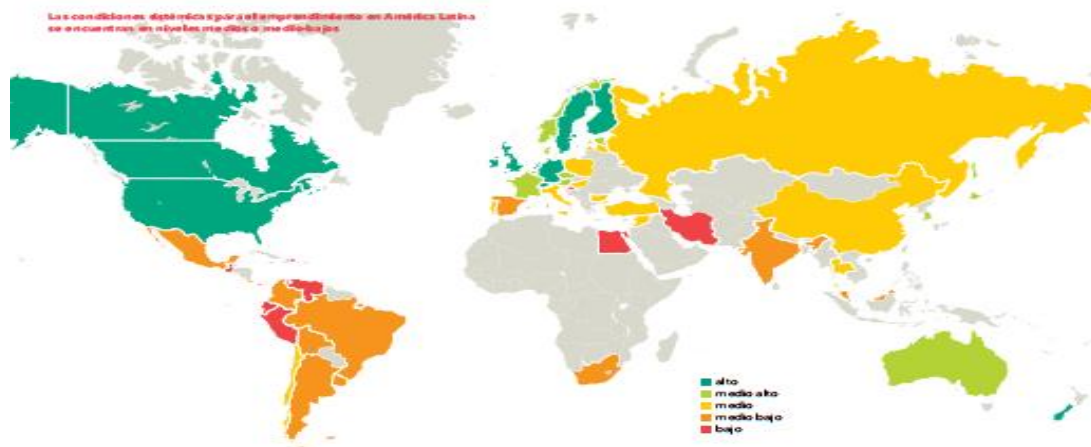 Las condiciones sistémicas para el emprendimiento en América Latina
se encuentran en niveles medios o medio-bajos
alto
medio alto
medio
medio bajo
bajo